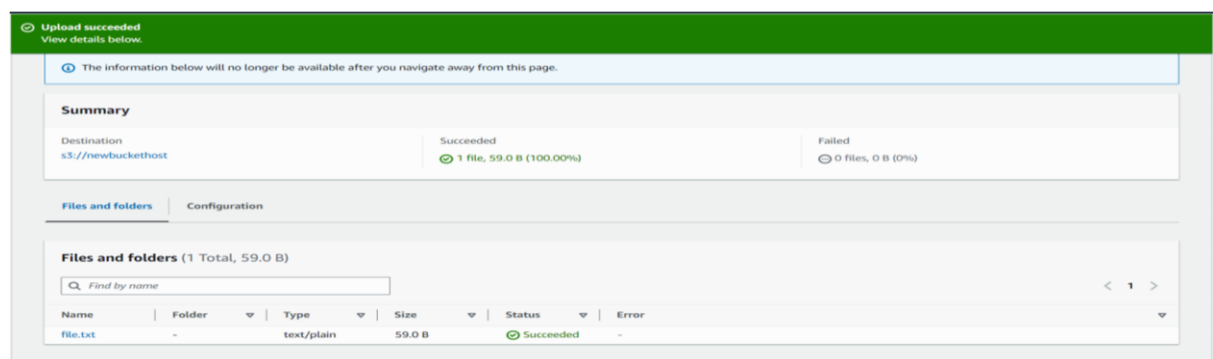 Upload succeeded
View details below.
The information below will no longer be available after you navigate away from this page.
Summary
Destination Succeeded Failed
s3://newbuckethost 1 file, 59.0 B (100.00%) 0 files, 0 B (0%)
Files and folders Configuration
Files and folders (1 Total, 59.0 B)
Find by name 1
Name Folder Type Size Status Error
file.txt - text/plain 59.0 B Succeeded -